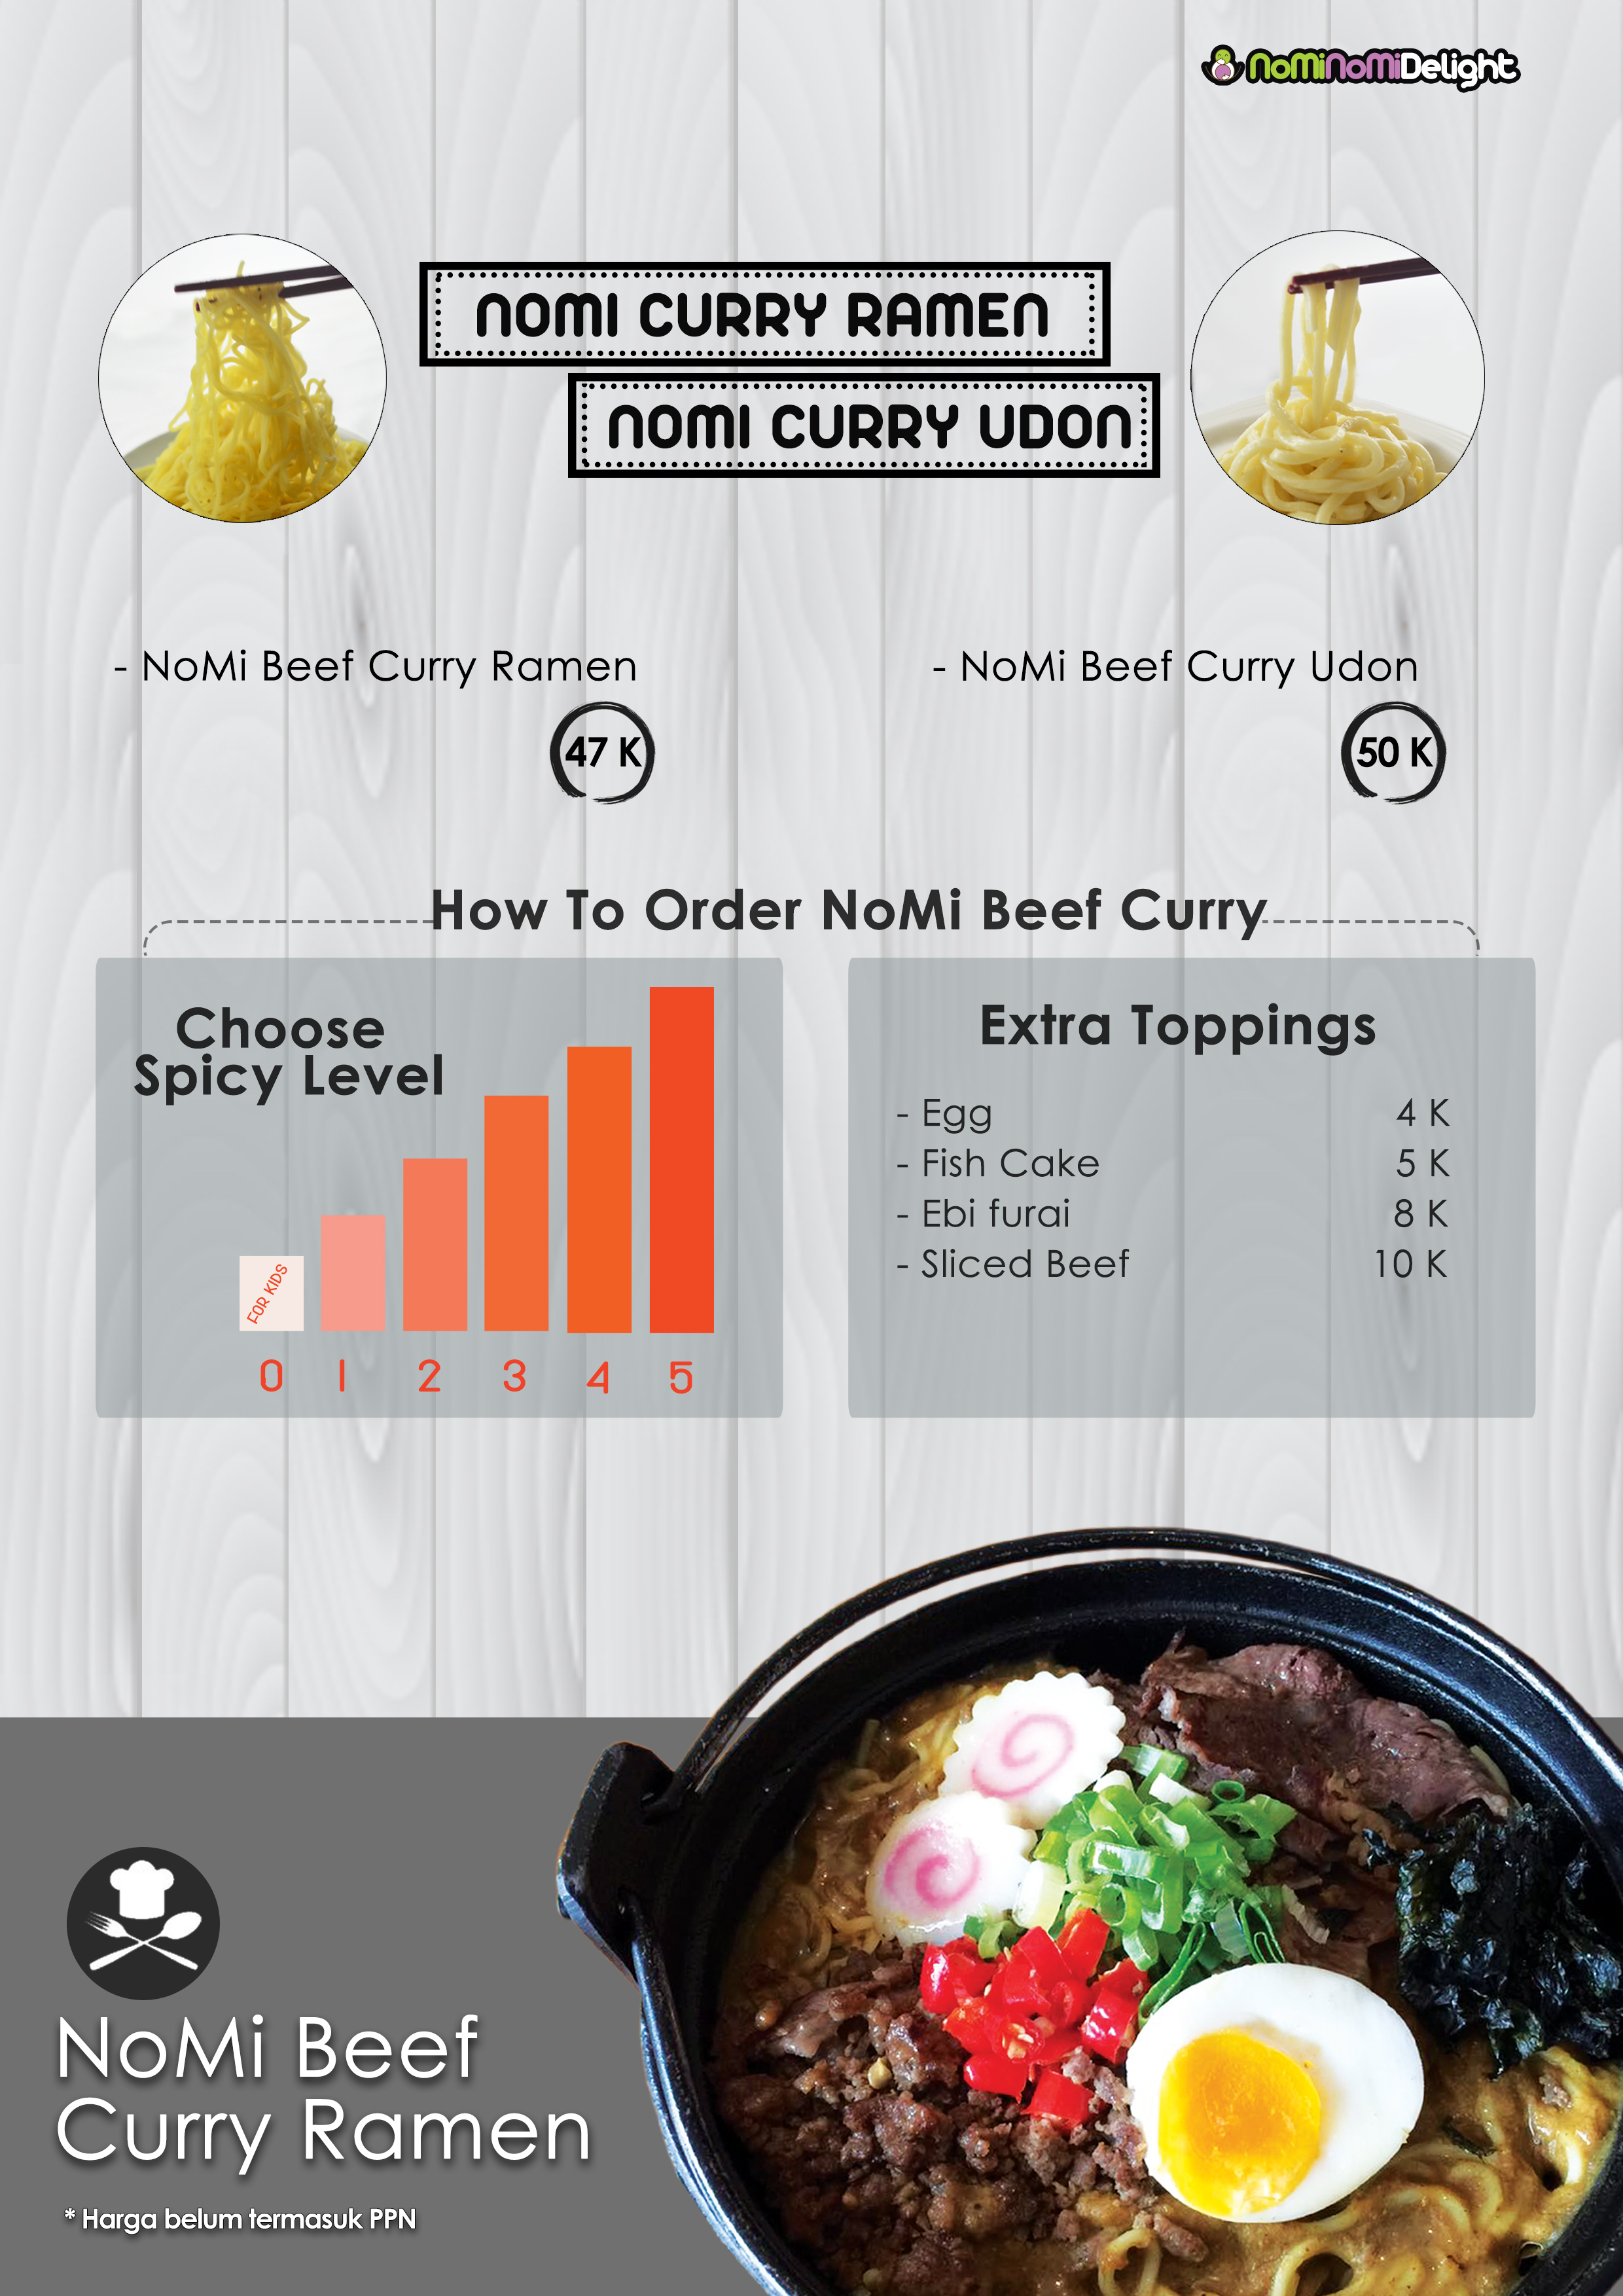 NoMiNoMiDelight
NOMI CURRY RAMEN
NOMI CURRY UDON
- NoMi Beef Curry Ramen
47 K
- NoMi Beef Curry Udon
50 K
How To Order NoMi Beef Curry
Choose
Spicy Level
FOR KIDS
0 1 2 3 4 5
Extra Toppings
- Egg 4 K
- Fish Cake 5 K
- Ebi furai 8 K
- Sliced Beef 10 K
NoMi Beef
Curry Ramen
* Harga belum termasuk PPN